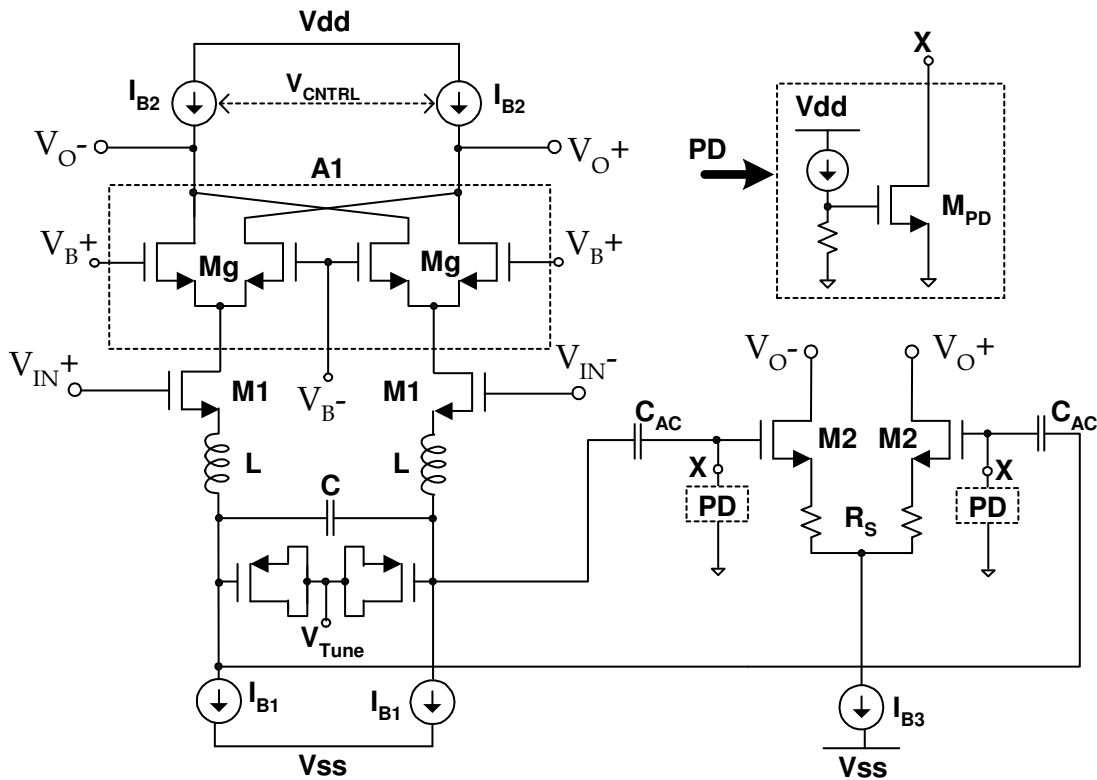 Vdd
X
I_B2
V_CNTRL
I_B2
Vdd
V_O-
V_O+
PD
A1
M_PD
V_B+
Mg
Mg
V_B+
V_IN+
V_IN-
V_O-
V_O+
M1
V_B-
M1
C_AC
C_AC
M2
M2
L
L
X
X
C
PD
R_S
PD
V_Tune
I_B1
I_B1
I_B3
Vss
Vss